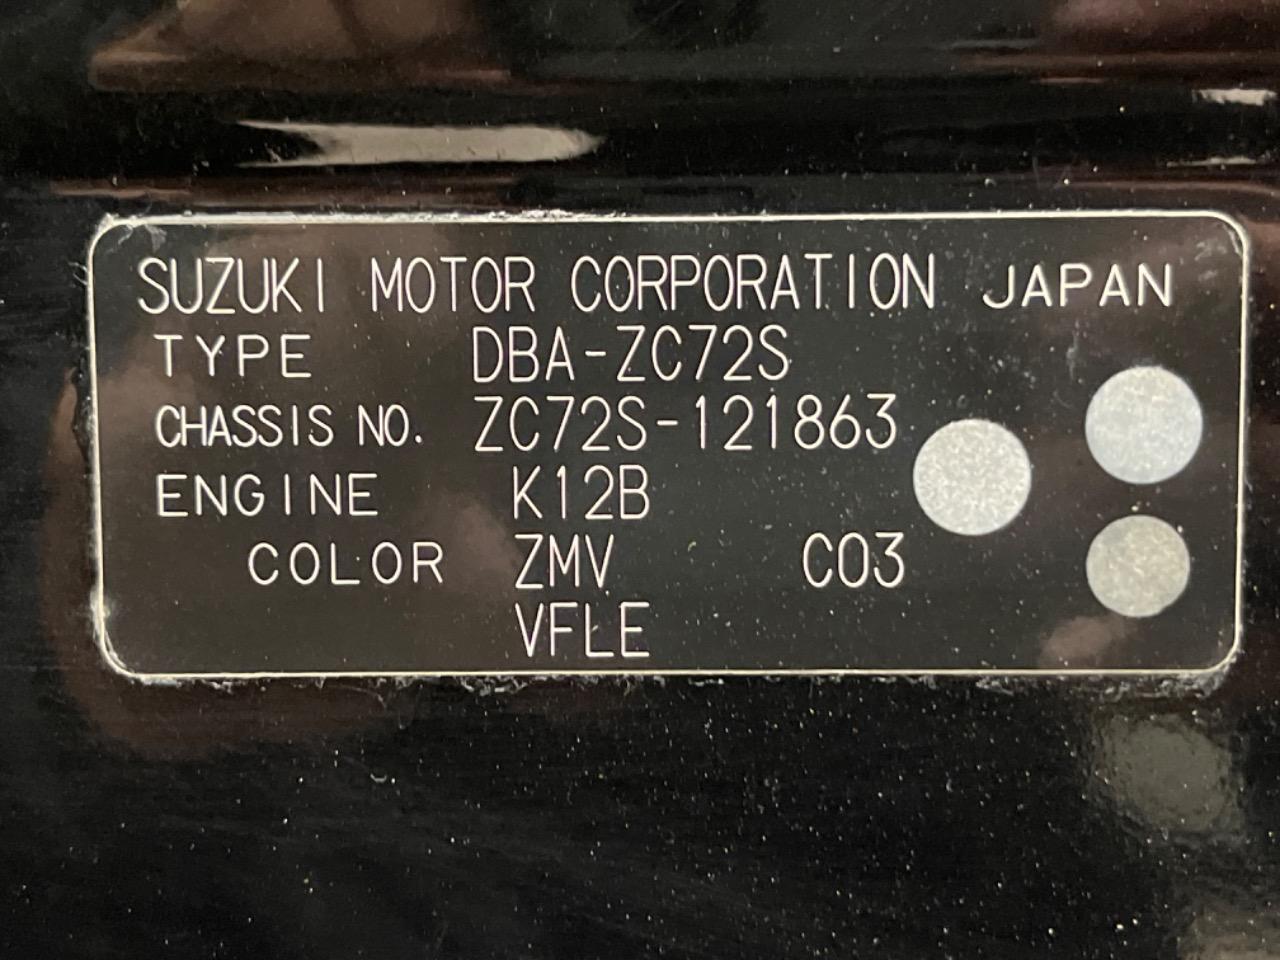 SUZUKI MOTOR CORPORATION JAPAN
TYPE DBA-ZC72S
CHASSIS NO. ZC72S-121863
ENGINE K12B
COLOR ZMV C03
VFLE